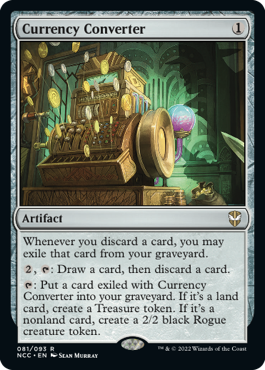 Currency Converter 1
Artifact
Whenever you discard a card, you may
exile that card from your graveyard.
2, : Draw a card, then discard a card.
: Put a card exiled with Currency
Converter into your graveyard. If it's a land
card, create a Treasure token. If it's a
nonland card, create a 2/2 black Rogue
creature token.
081/093 R
NCC • EN SEAN MURRAY
™ & © 2022 Wizards of the Coast